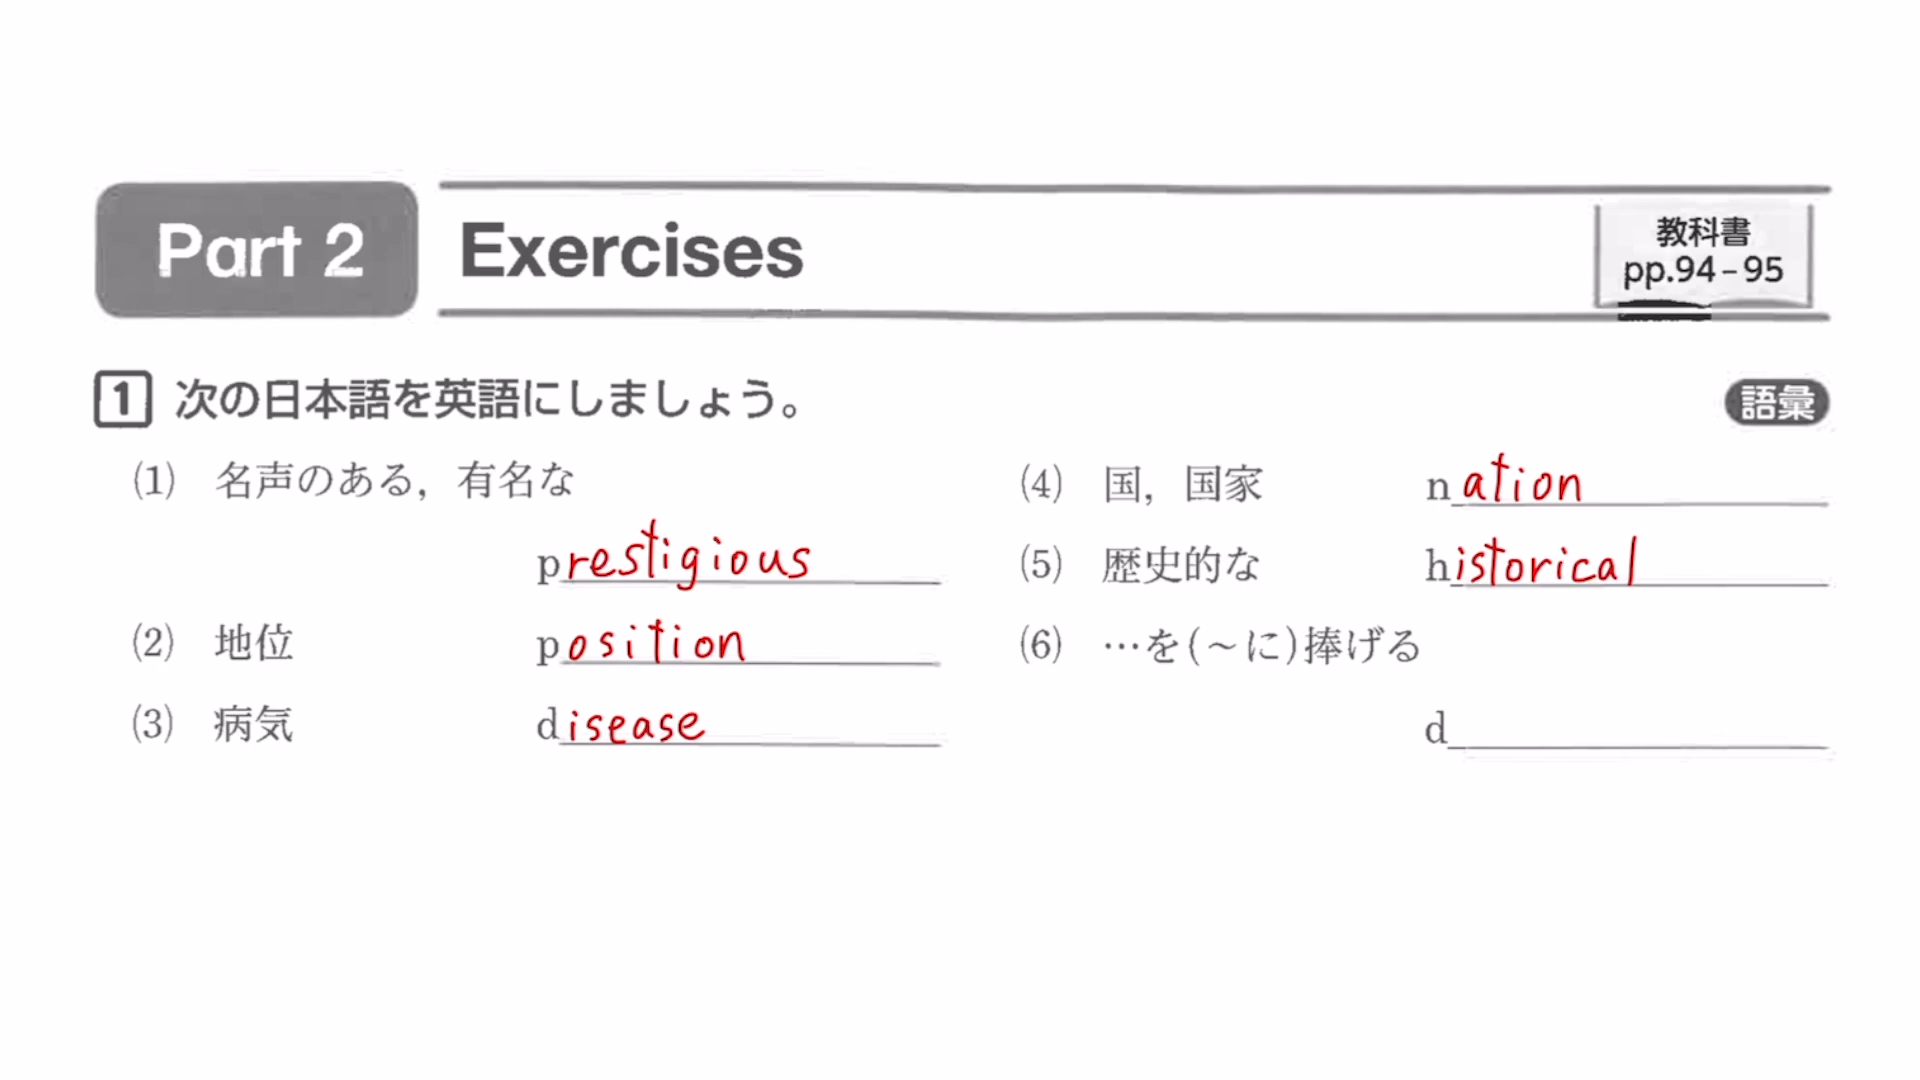 Part 2 Exercises
教科書
pp.94-95
1 次の日本語を英語にしましょう。
語彙
(1) 名声のある，有名な
prestigious
(2) 地位 position
(3) 病気 disease
(4) 国，国家 nation
(5) 歴史的な historical
(6) …を(～に)捧げる
d